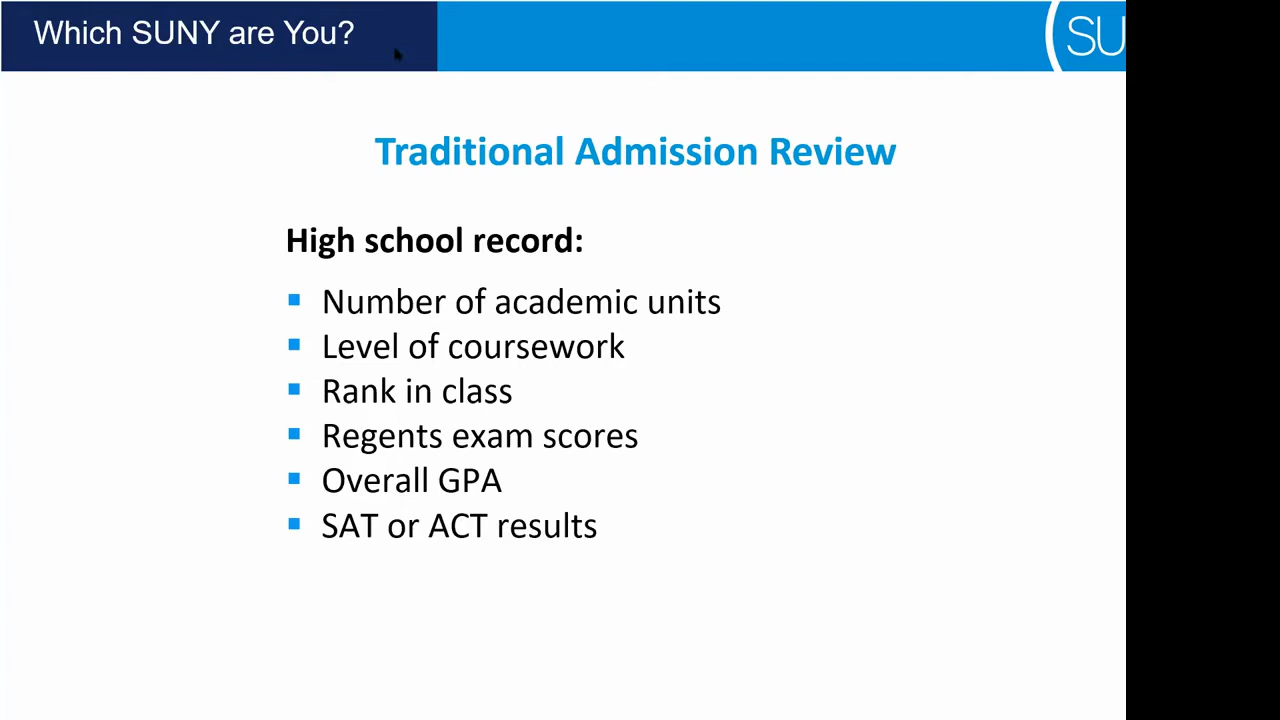 Which SUNY are You?
SU
Traditional Admission Review
High school record:
Number of academic units
Level of coursework
Rank in class
Regents exam scores
Overall GPA
SAT or ACT results